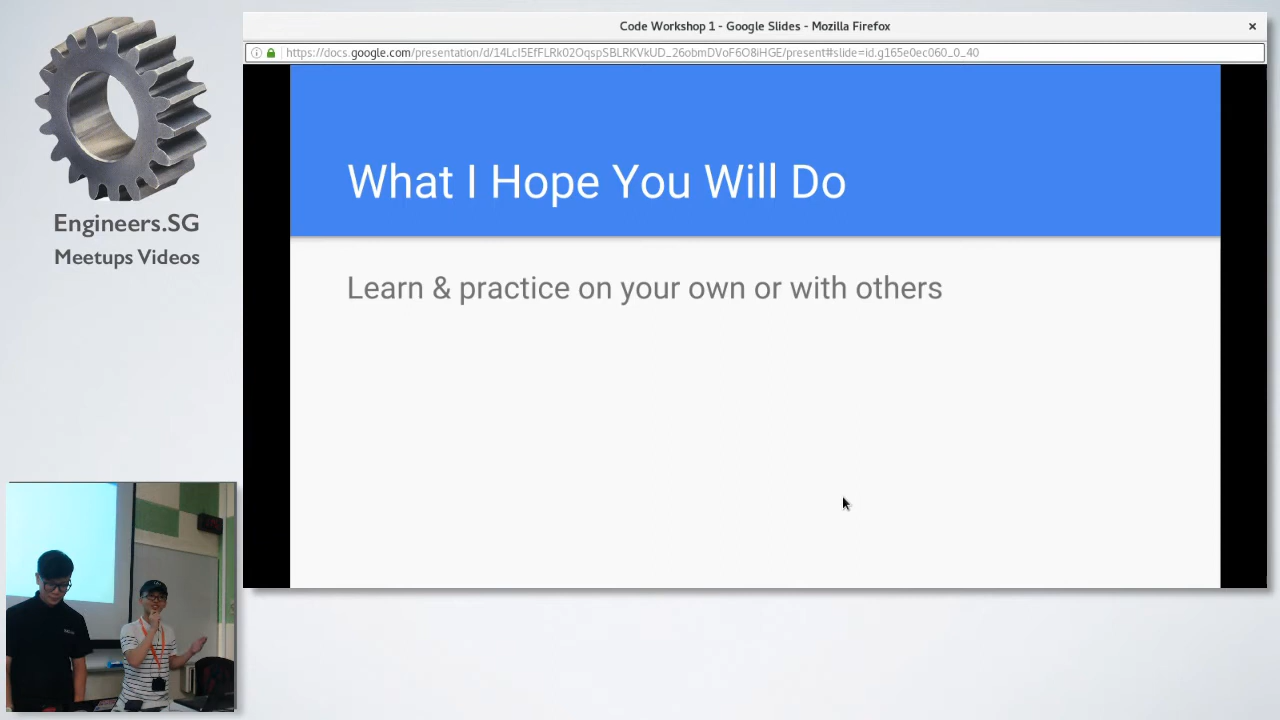 Engineers.SG
Meetups Videos
Code Workshop 1 - Google Slides - Mozilla Firefox
https://docs.google.com/presentation/d/14LcI5EfFLRk02OqspSBLRKVkUD_26obmDVoF6O8iHGE/present#slide=id.g165e0ec060_0_40
What I Hope You Will Do
Learn & practice on your own or with others